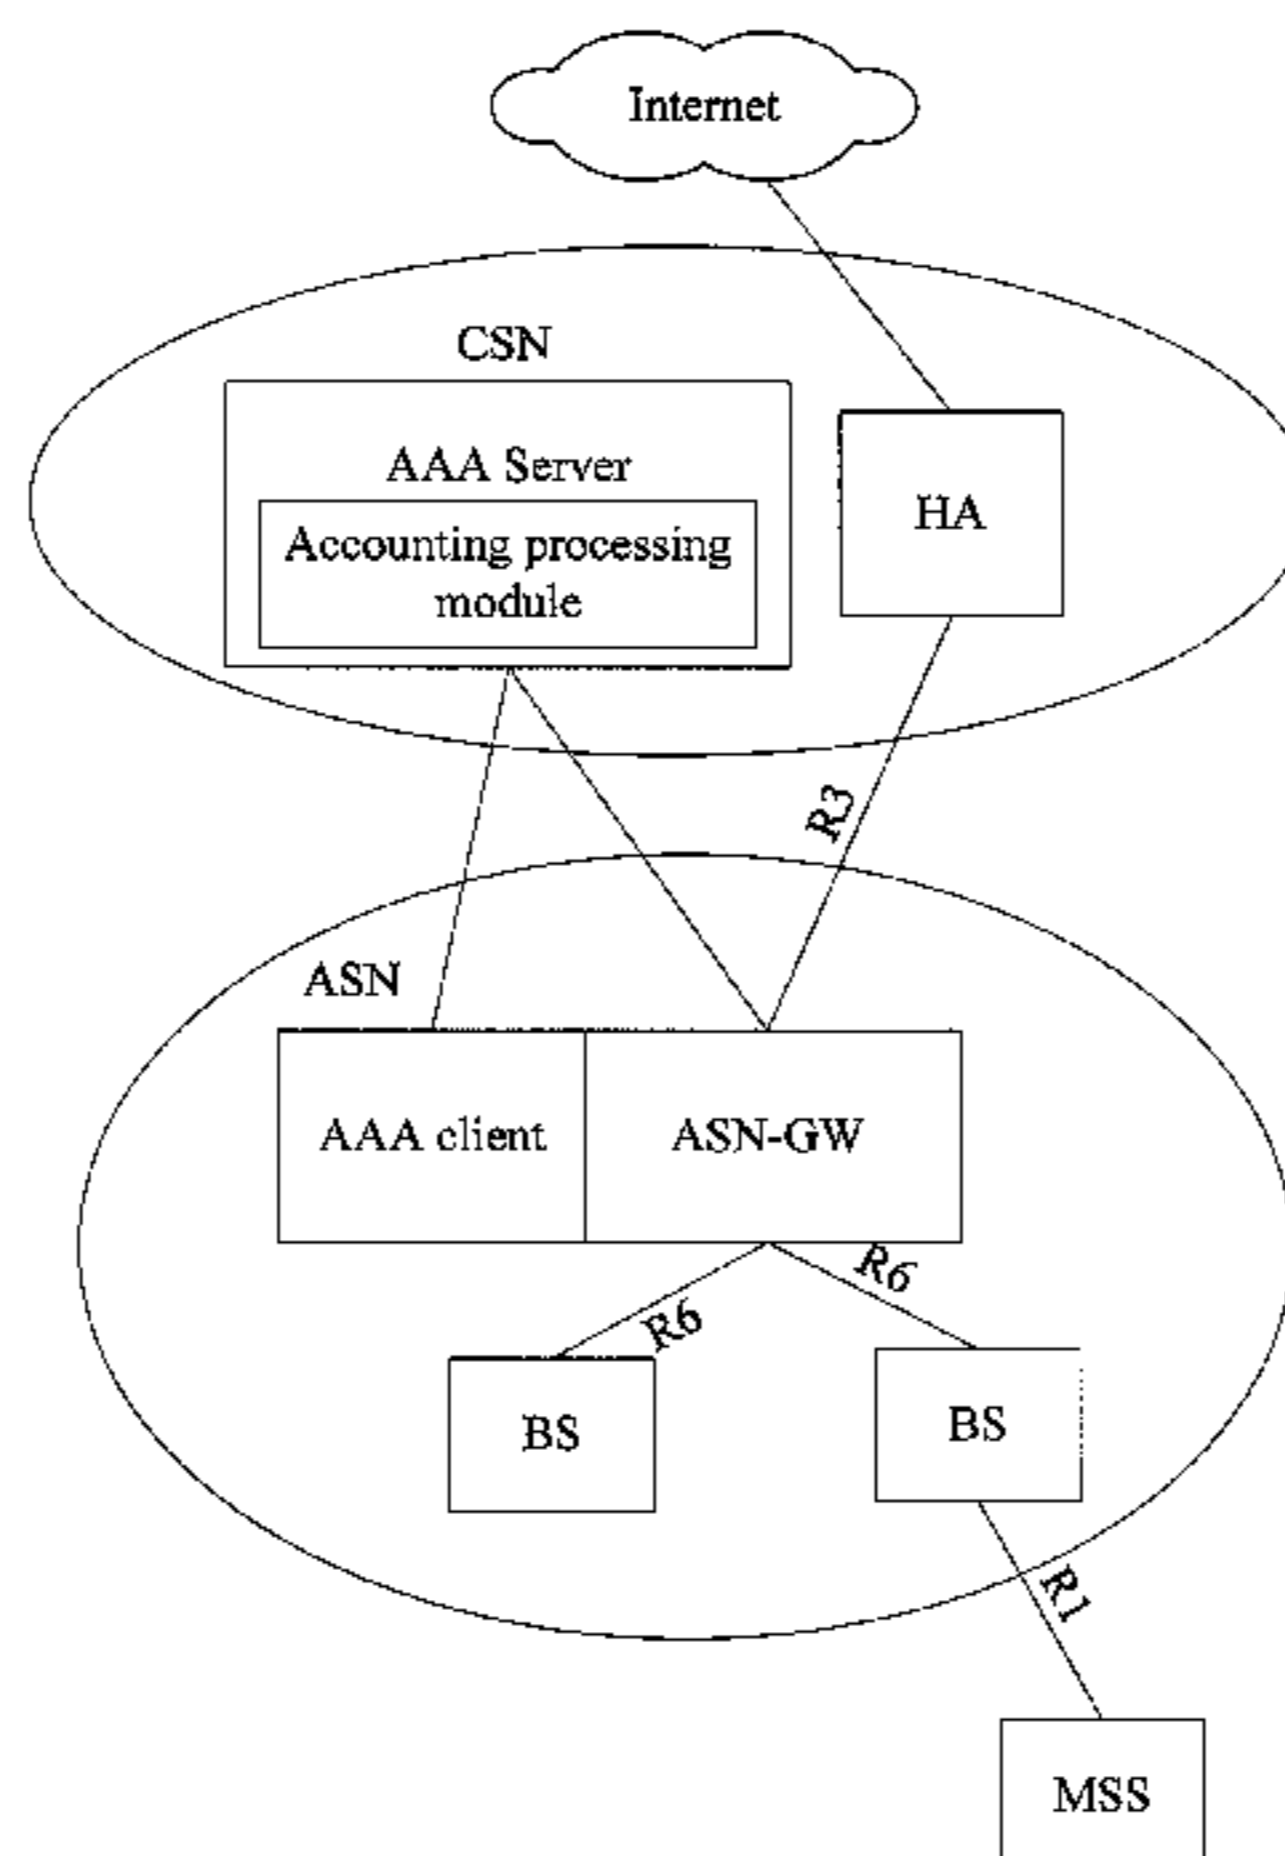 Internet
CSN
AAA Server
Accounting processing
module
HA
R3
ASN
AAA client
ASN-GW
R6
R6
BS
BS
R1
MSS